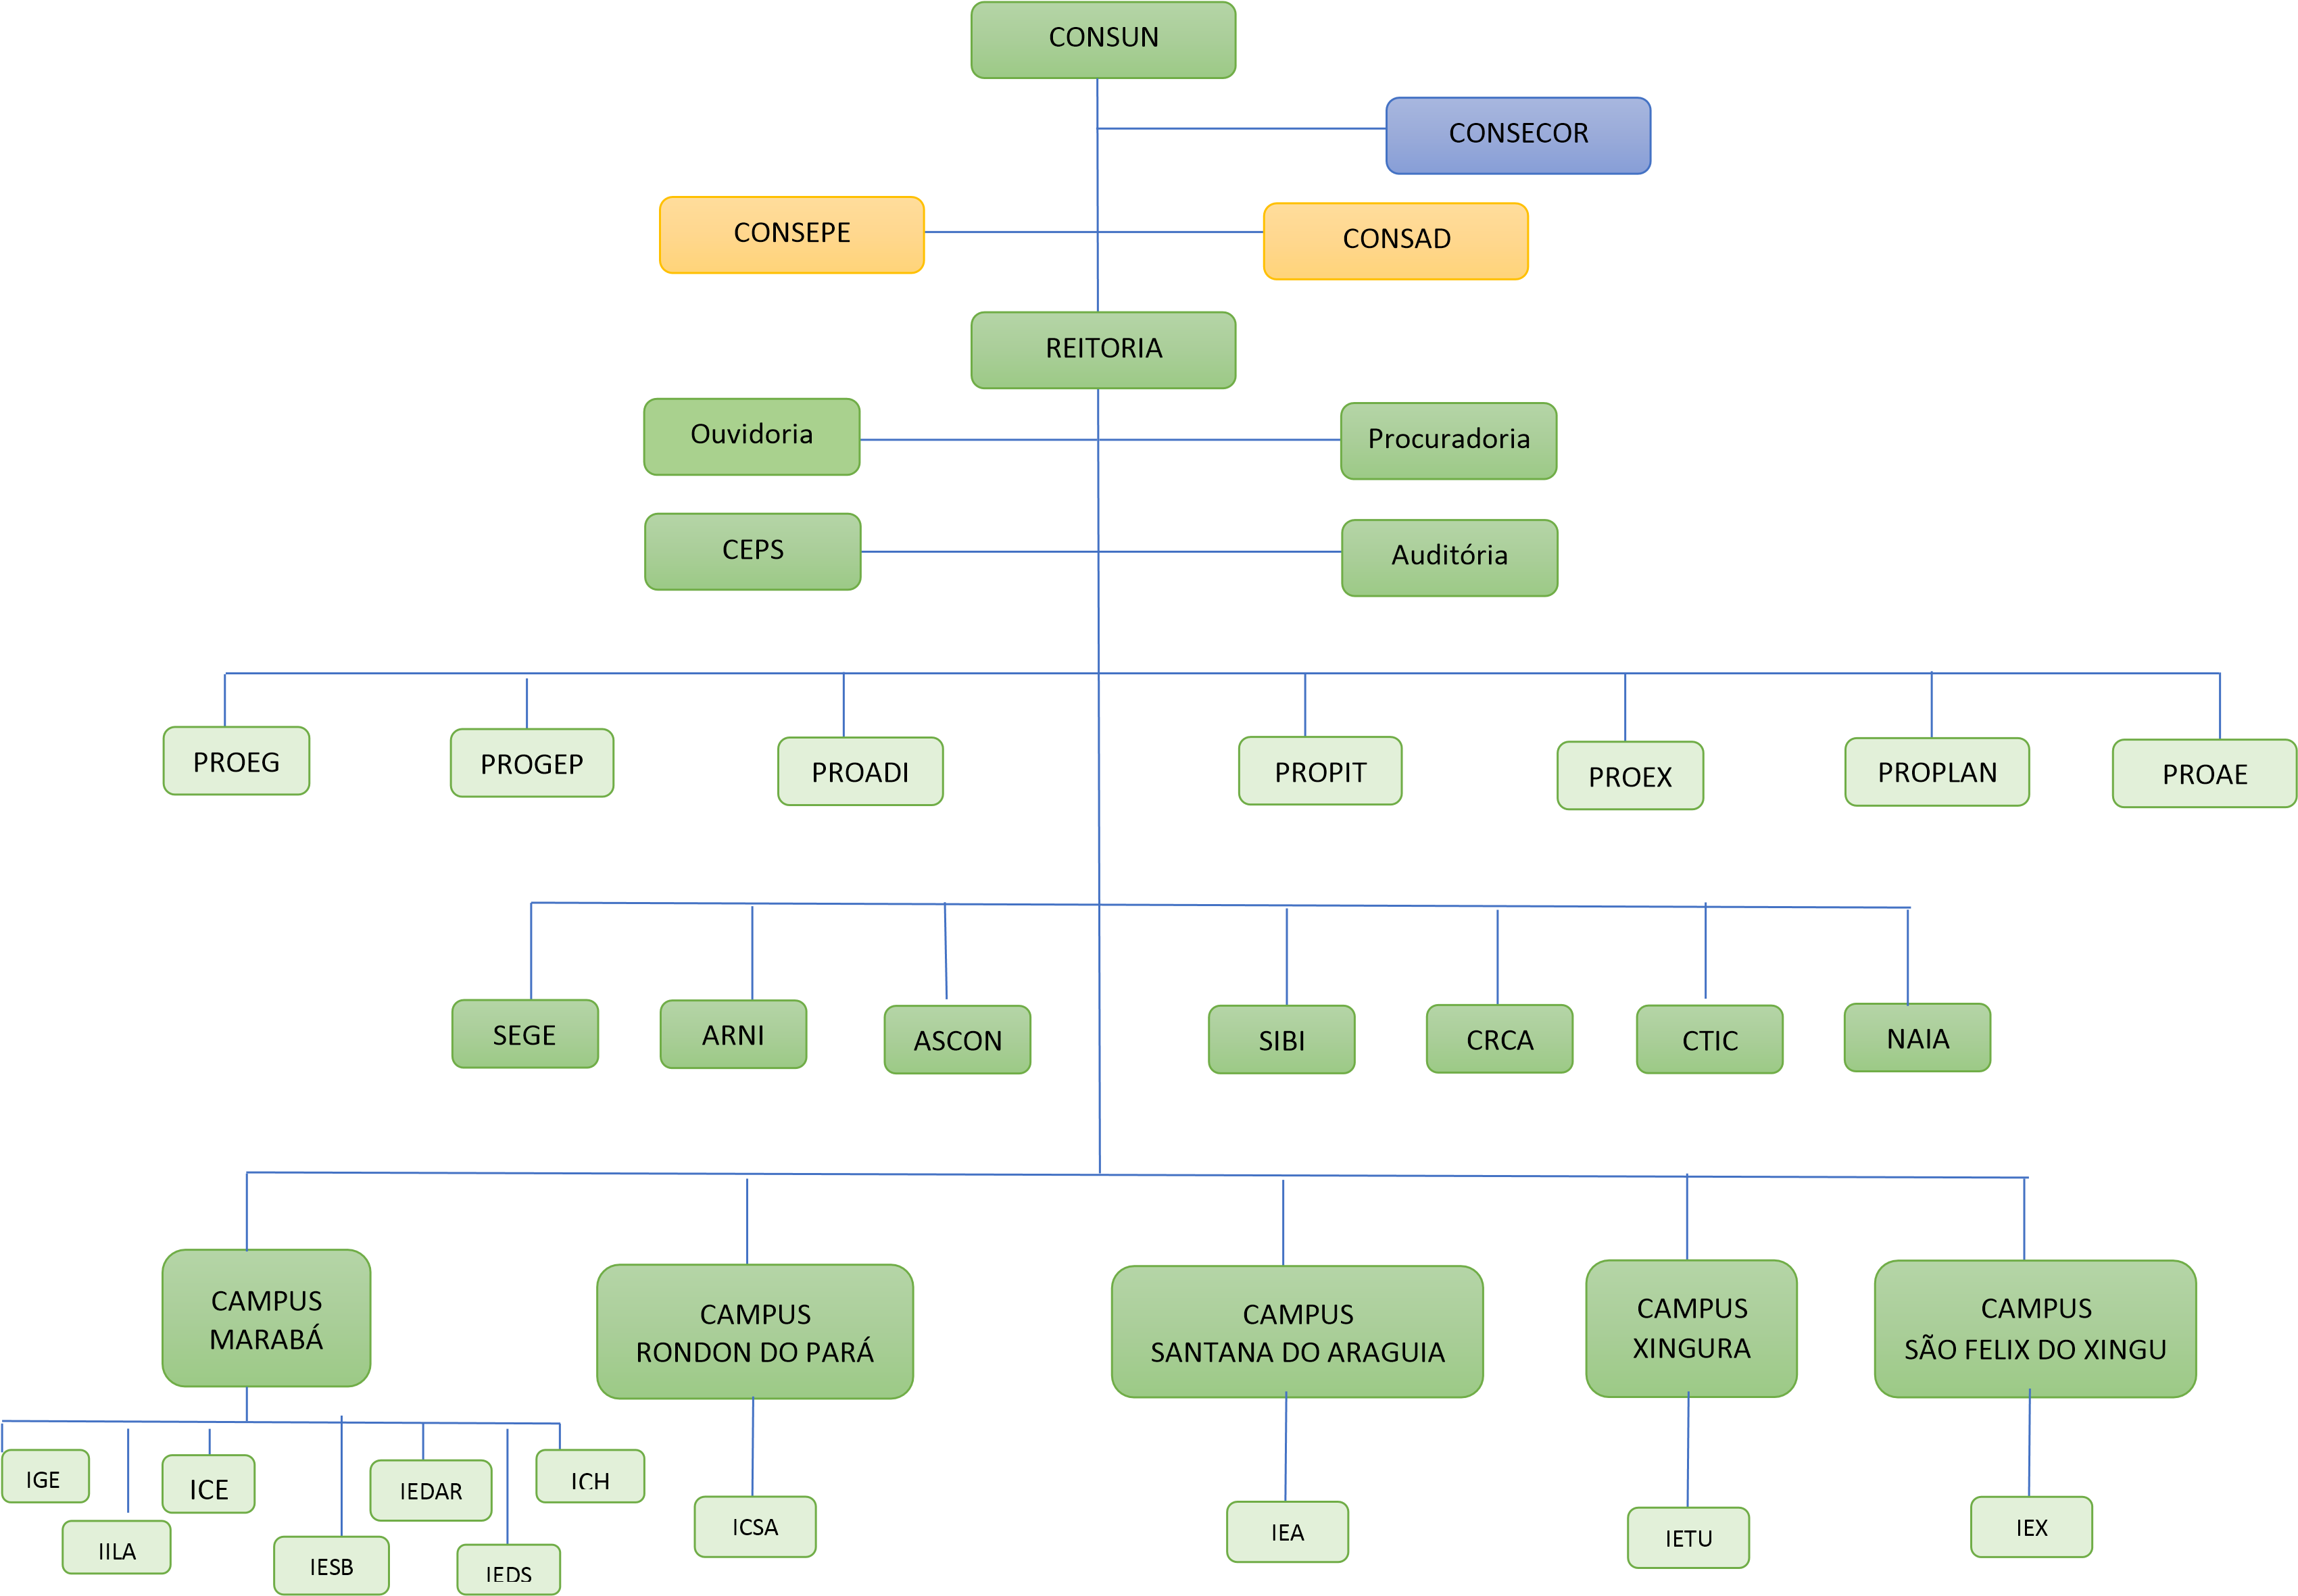 CONSUN
CONSECOR
CONSEPE
CONSAD
REITORIA
Ouvidoria
Procuradoria
CEPS
Auditória
PROEG
PROGEP
PROADI
PROPIT
PROEX
PROPLAN
PROAE
SEGE
ARNI
ASCON
SIBI
CRCA
CTIC
NAIA
CAMPUS
MARABÁ
CAMPUS
RONDON DO PARÁ
CAMPUS
SANTANA DO ARAGUIA
CAMPUS
XINGURA
CAMPUS
SÃO FELIX DO XINGU
IGE
IILA
ICE
IESB
IEDAR
IEDS
ICH
ICSA
IEA
IETU
IEX